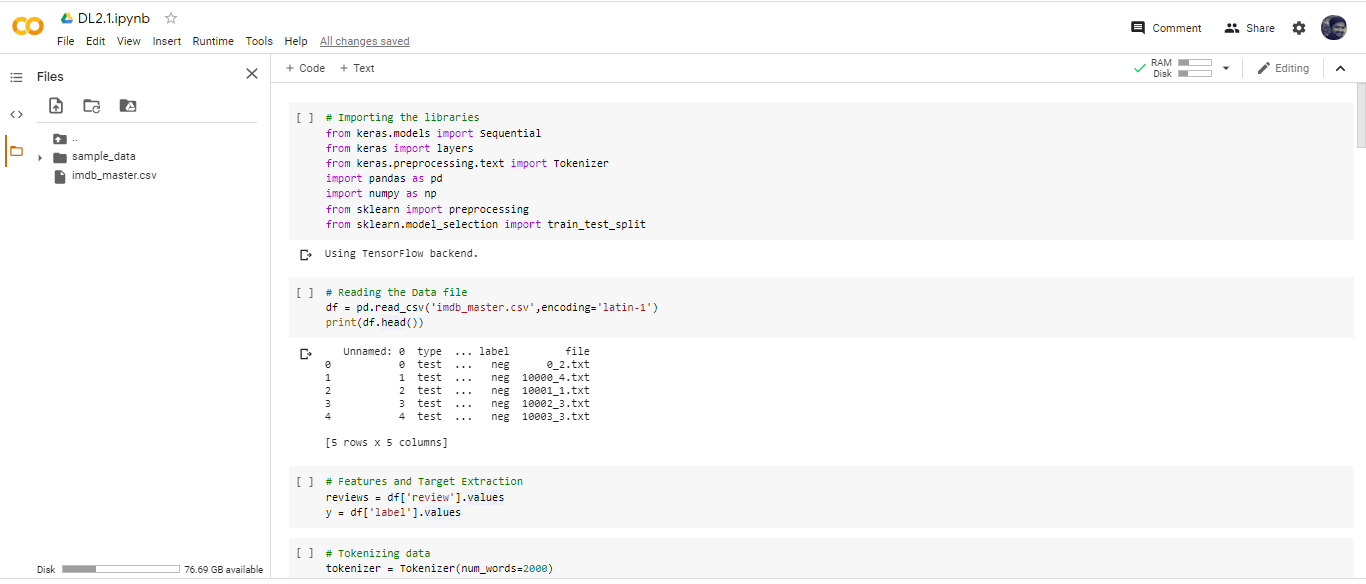 DL2.1.ipynb
File Edit View Insert Runtime Tools Help All changes saved
Comment Share
Files
+ Code + Text
RAM
Disk
Editing
..
sample_data
imdb_master.csv
Disk 76.69 GB available
[ ] # Importing the libraries
from keras.models import Sequential
from keras import layers
from keras.preprocessing.text import Tokenizer
import pandas as pd
import numpy as np
from sklearn import preprocessing
from sklearn.model_selection import train_test_split
Using TensorFlow backend.
[ ] # Reading the Data file
df = pd.read_csv('imdb_master.csv',encoding='latin-1')
print(df.head())
Unnamed: 0 type ... label file
0 0 test ... neg 0_2.txt
1 1 test ... neg 10000_4.txt
2 2 test ... neg 10001_1.txt
3 3 test ... neg 10002_3.txt
4 4 test ... neg 10003_3.txt
[5 rows x 5 columns]
[ ] # Features and Target Extraction
reviews = df['review'].values
y = df['label'].values
[ ] # Tokenizing data
tokenizer = Tokenizer(num_words=2000)